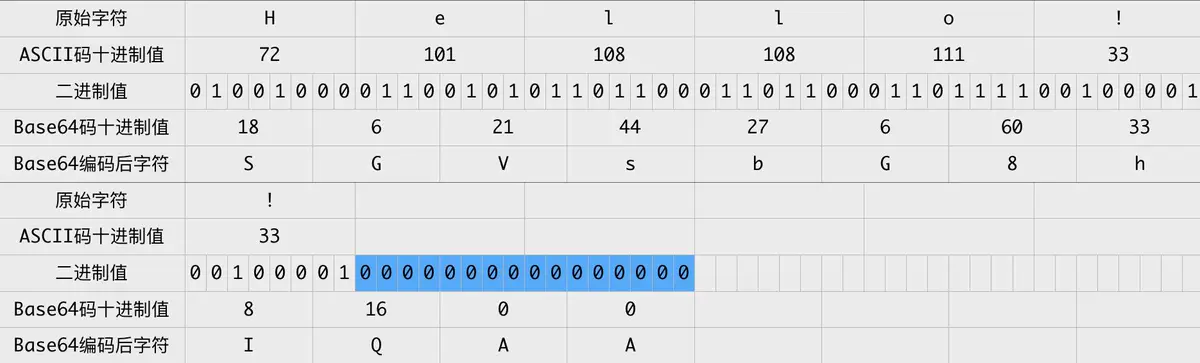 原始字符 H e l l o !
ASCII码十进制值 72 101 108 108 111 33
二进制值 0 1 0 0 1 0 0 0 0 1 1 0 0 1 0 1 0 1 1 0 1 1 0 0 0 1 1 0 1 1 0 0 0 1 1 0 1 1 1 1 0 0 1 0 0 0 0 1
Base64码十进制值 18 6 21 44 27 6 60 33
Base64编码后字符 S G V s b G 8 h
原始字符 !
ASCII码十进制值 33
二进制值 0 0 1 0 0 0 0 1 0 0 0 0 0 0 0 0 0 0 0 0 0 0 0 0
Base64码十进制值 8 16 0 0
Base64编码后字符 I Q A A